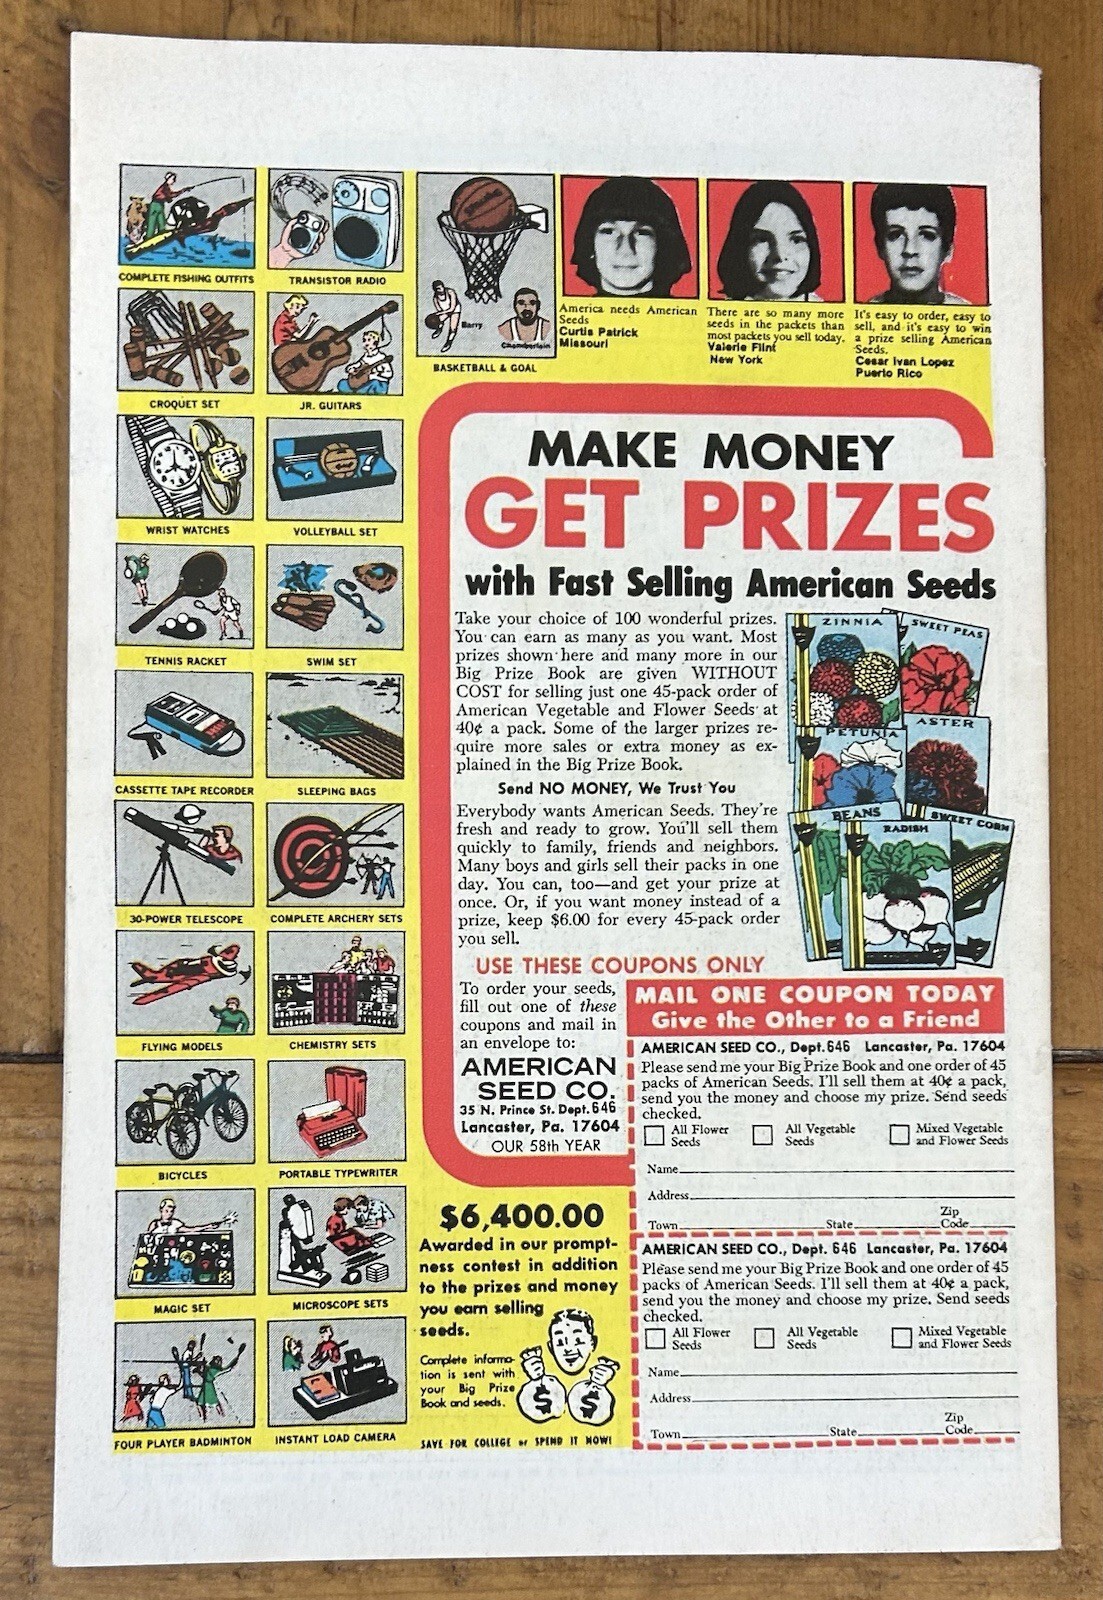 COMPLETE FISHING OUTFITS
TRANSISTOR RADIO
CROQUET SET
JR. GUITARS
WRIST WATCHES
VOLLEYBALL SET
TENNIS RACKET
SWIM SET
CASSETTE TAPE RECORDER
SLEEPING BAGS
30-POWER TELESCOPE
COMPLETE ARCHERY SETS
FLYING MODELS
CHEMISTRY SETS
BICYCLES
PORTABLE TYPEWRITER
MAGIC SET
MICROSCOPE SETS
FOUR PLAYER BADMINTON
INSTANT LOAD CAMERA
Barry
Chamberlain
BASKETBALL & GOAL
America needs American
Seeds
Curtis Patrick
Missouri
There are so many more
seeds in the packets than
most packets you sell today.
Valerie Flint
New York
It's easy to order, easy to
sell, and it's easy to win
a prize selling American
Seeds.
Cesar Ivan Lopez
Puerto Rico
MAKE MONEY
GET PRIZES
with Fast Selling American Seeds
Take your choice of 100 wonderful prizes.
You can earn as many as you want. Most
prizes shown here and many more in our
Big Prize Book are given WITHOUT
COST for selling just one 45-pack order of
American Vegetable and Flower Seeds at
40¢ a pack. Some of the larger prizes re-
quire more sales or extra money as ex-
plained in the Big Prize Book.
Send NO MONEY, We Trust You
Everybody wants American Seeds. They're
fresh and ready to grow. You'll sell them
quickly to family, friends and neighbors.
Many boys and girls sell their packs in one
day. You can, too—and get your prize at
once. Or, if you want money instead of a
prize, keep $6.00 for every 45-pack order
you sell.
ZINNIA
SWEET PEAS
PETUNIA
ASTER
BEANS
RADISH
SWEET CORN
USE THESE COUPONS ONLY
To order your seeds,
fill out one of these
coupons and mail in
an envelope to:
AMERICAN
SEED CO.
35 N. Prince St. Dept. 646
Lancaster, Pa. 17604
OUR 58th YEAR
MAIL ONE COUPON TODAY
Give the Other to a Friend
AMERICAN SEED CO., Dept. 646 Lancaster, Pa. 17604
Please send me your Big Prize Book and one order of 45
packs of American Seeds. I'll sell them at 40¢ a pack,
send you the money and choose my prize. Send seeds
checked.
All Flower
Seeds
All Vegetable
Seeds
Mixed Vegetable
and Flower Seeds
Name
Address
Town State Zip
Code
AMERICAN SEED CO., Dept. 646 Lancaster, Pa. 17604
Please send me your Big Prize Book and one order of 45
packs of American Seeds. I'll sell them at 40¢ a pack,
send you the money and choose my prize. Send seeds
checked.
All Flower
Seeds
All Vegetable
Seeds
Mixed Vegetable
and Flower Seeds
Name
Address
Town State Zip
Code
$6,400.00
Awarded in our prompt-
ness contest in addition
to the prizes and money
you earn selling
seeds.
Complete informa-
tion is sent with
your Big Prize
Book and seeds.
$ $
SAVE FOR COLLEGE or SPEND IT NOW!